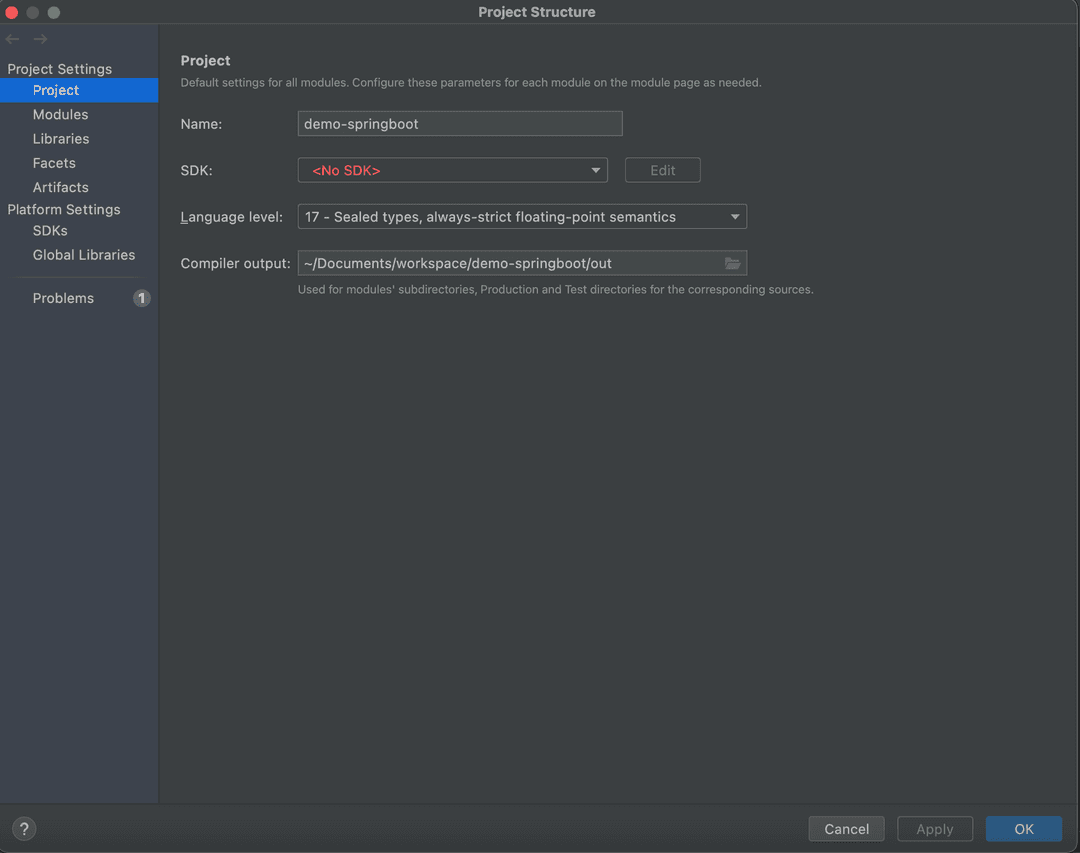 Project Structure
Project Settings
Project
Modules
Libraries
Facets
Artifacts
Platform Settings
SDKs
Global Libraries
Problems 1
Project
Default settings for all modules. Configure these parameters for each module on the module page as needed.
Name: demo-springboot
SDK: <No SDK> Edit
Language level: 17 - Sealed types, always-strict floating-point semantics
Compiler output: ~/Documents/workspace/demo-springboot/out
Used for modules' subdirectories, Production and Test directories for the corresponding sources.
? Cancel Apply OK